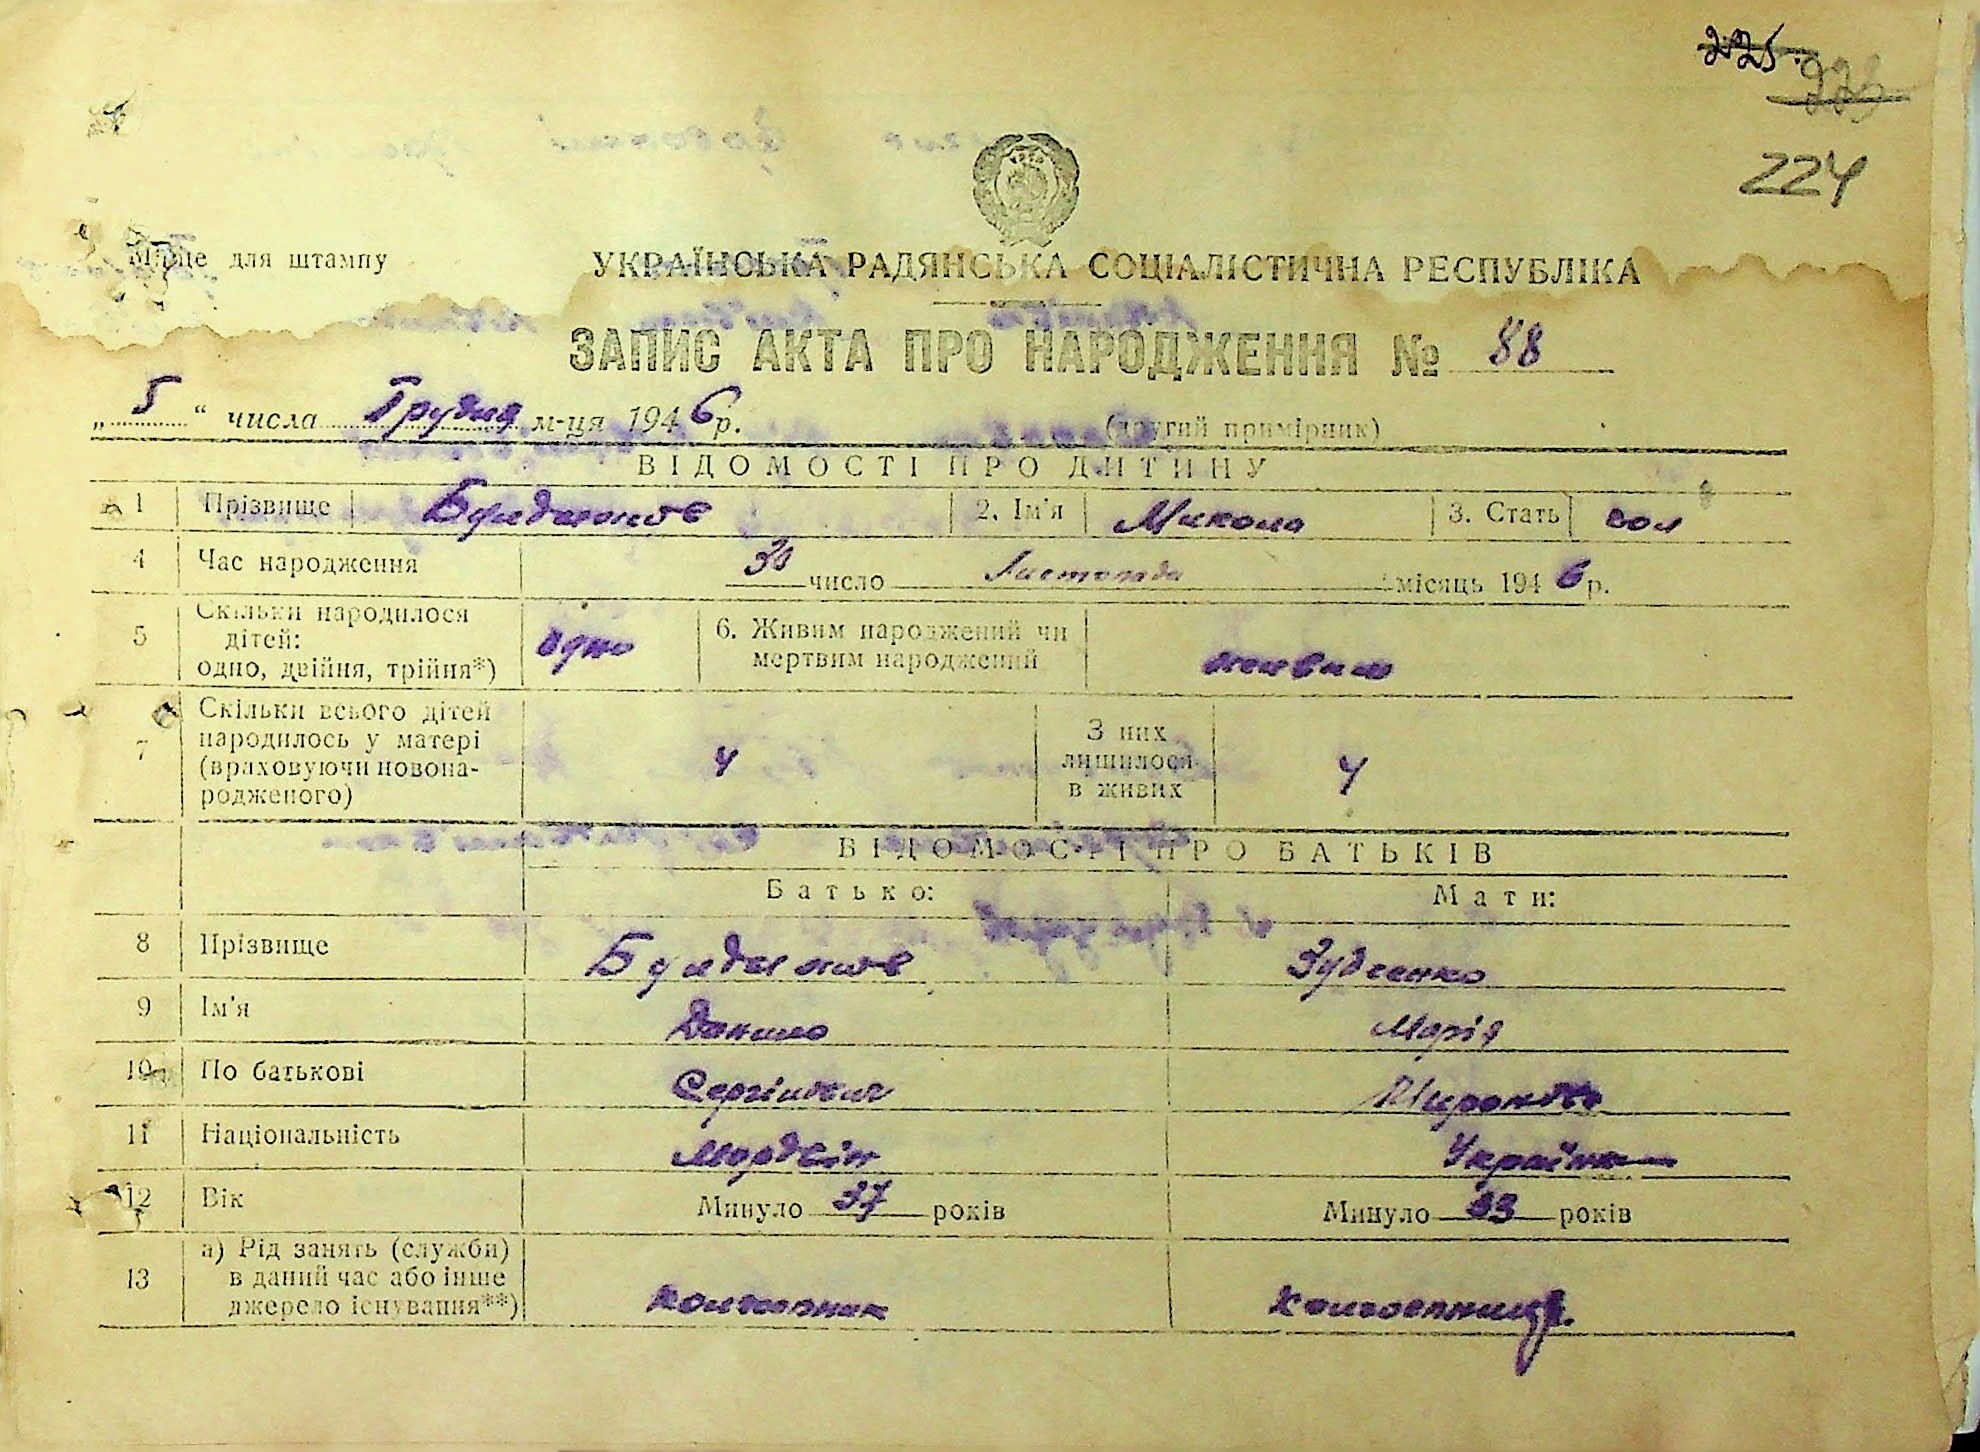 225.
223
224
Місце для штампу
УКРАЇНСЬКА РАДЯНСЬКА СОЦІАЛІСТИЧНА РЕСПУБЛІКА
ЗАПИС АКТА ПРО НАРОДЖЕННЯ № 88
„ 5 “ числа Грудня м-ця 1946 р. (другий примірник)
ВІДОМОСТІ ПРО ДИТИНУ
1 Прізвище 2. Ім'я Микола 3. Стать чол
4 Час народження 30 число Листопада місяць 1946 р.
5 Скільки народилося дітей: одно, двійня, трійня*) одно 6. Живим народжений чи мертвим народжений живим
7 Скільки всього дітей народилось у матері (враховуючи новонародженого) 4 З них лишилося в живих 4
ВІДОМОСТІ ПРО БАТЬКІВ
Батько: Мати:
8 Прізвище
9 Ім'я Данило Марія
10 По батькові Сергійович
11 Національність Мордвін Українка
12 Вік Минуло 37 років Минуло 33 років
13 а) Рід занять (служби) в даний час або інше джерело існування**) колгоспник колгоспниця.